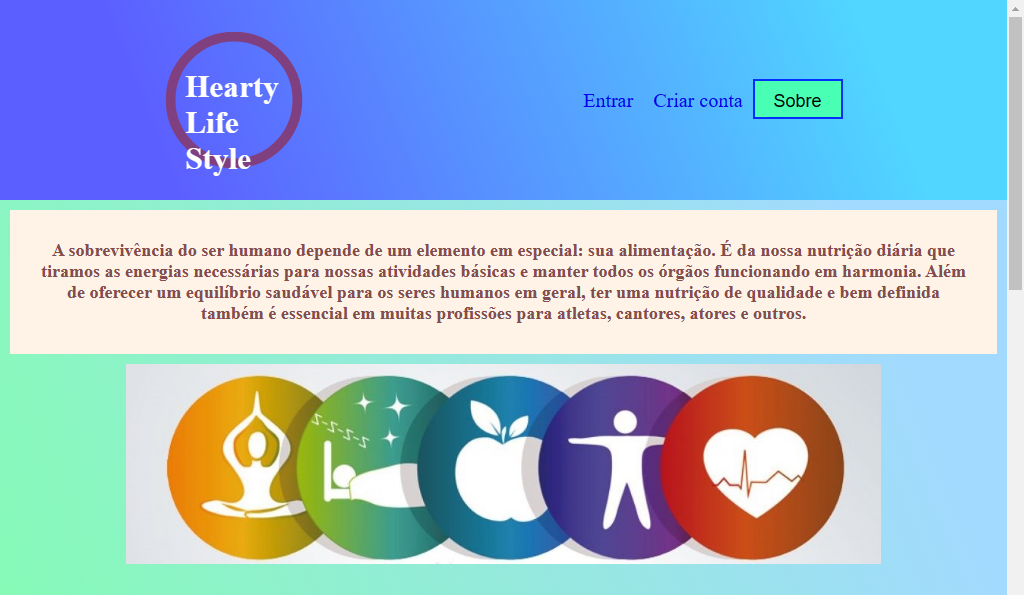 Hearty
Life
Style
Entrar Criar conta Sobre
A sobrevivência do ser humano depende de um elemento em especial: sua alimentação. É da nossa nutrição diária que
tiramos as energias necessárias para nossas atividades básicas e manter todos os órgãos funcionando em harmonia. Além
de oferecer um equilíbrio saudável para os seres humanos em geral, ter uma nutrição de qualidade e bem definida
também é essencial em muitas profissões para atletas, cantores, atores e outros.
z-z-z-z